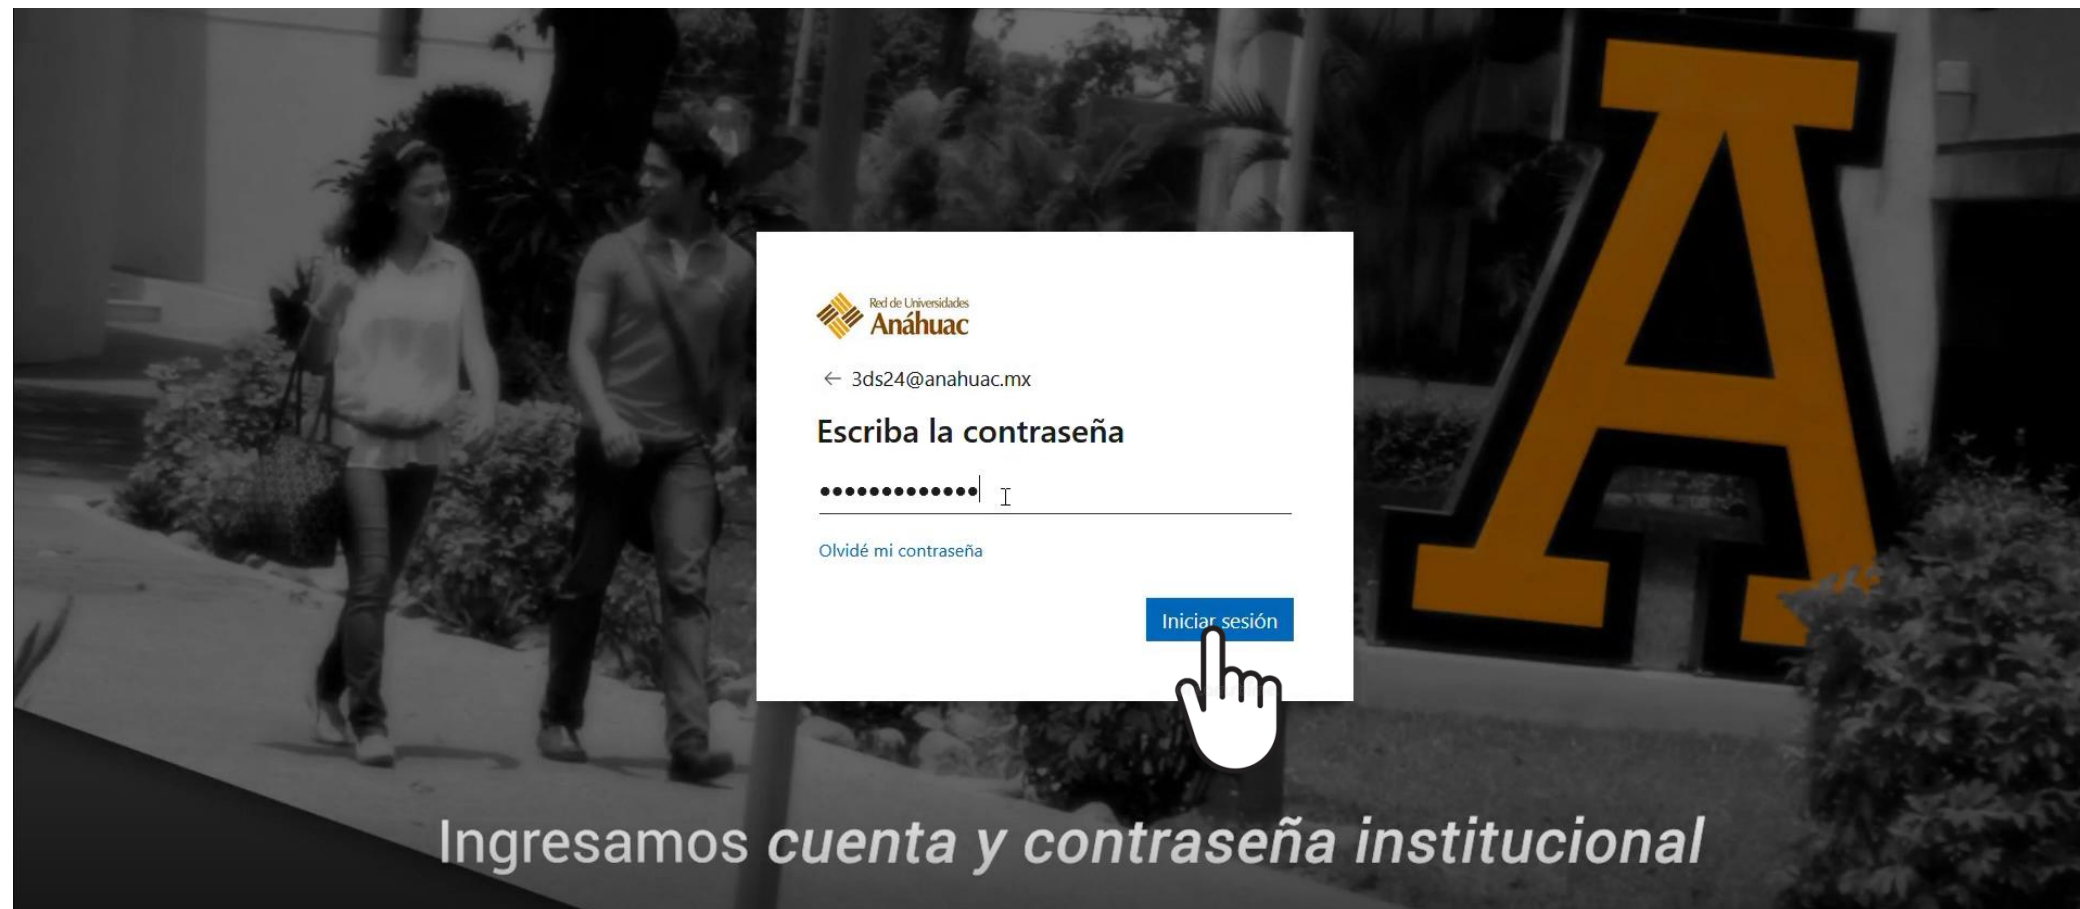 Red de Universidades
Anáhuac
← 3ds24@anahuac.mx
Escriba la contraseña
•••••••••••••
Olvidé mi contraseña
Iniciar sesión
A
Ingresamos cuenta y contraseña institucional